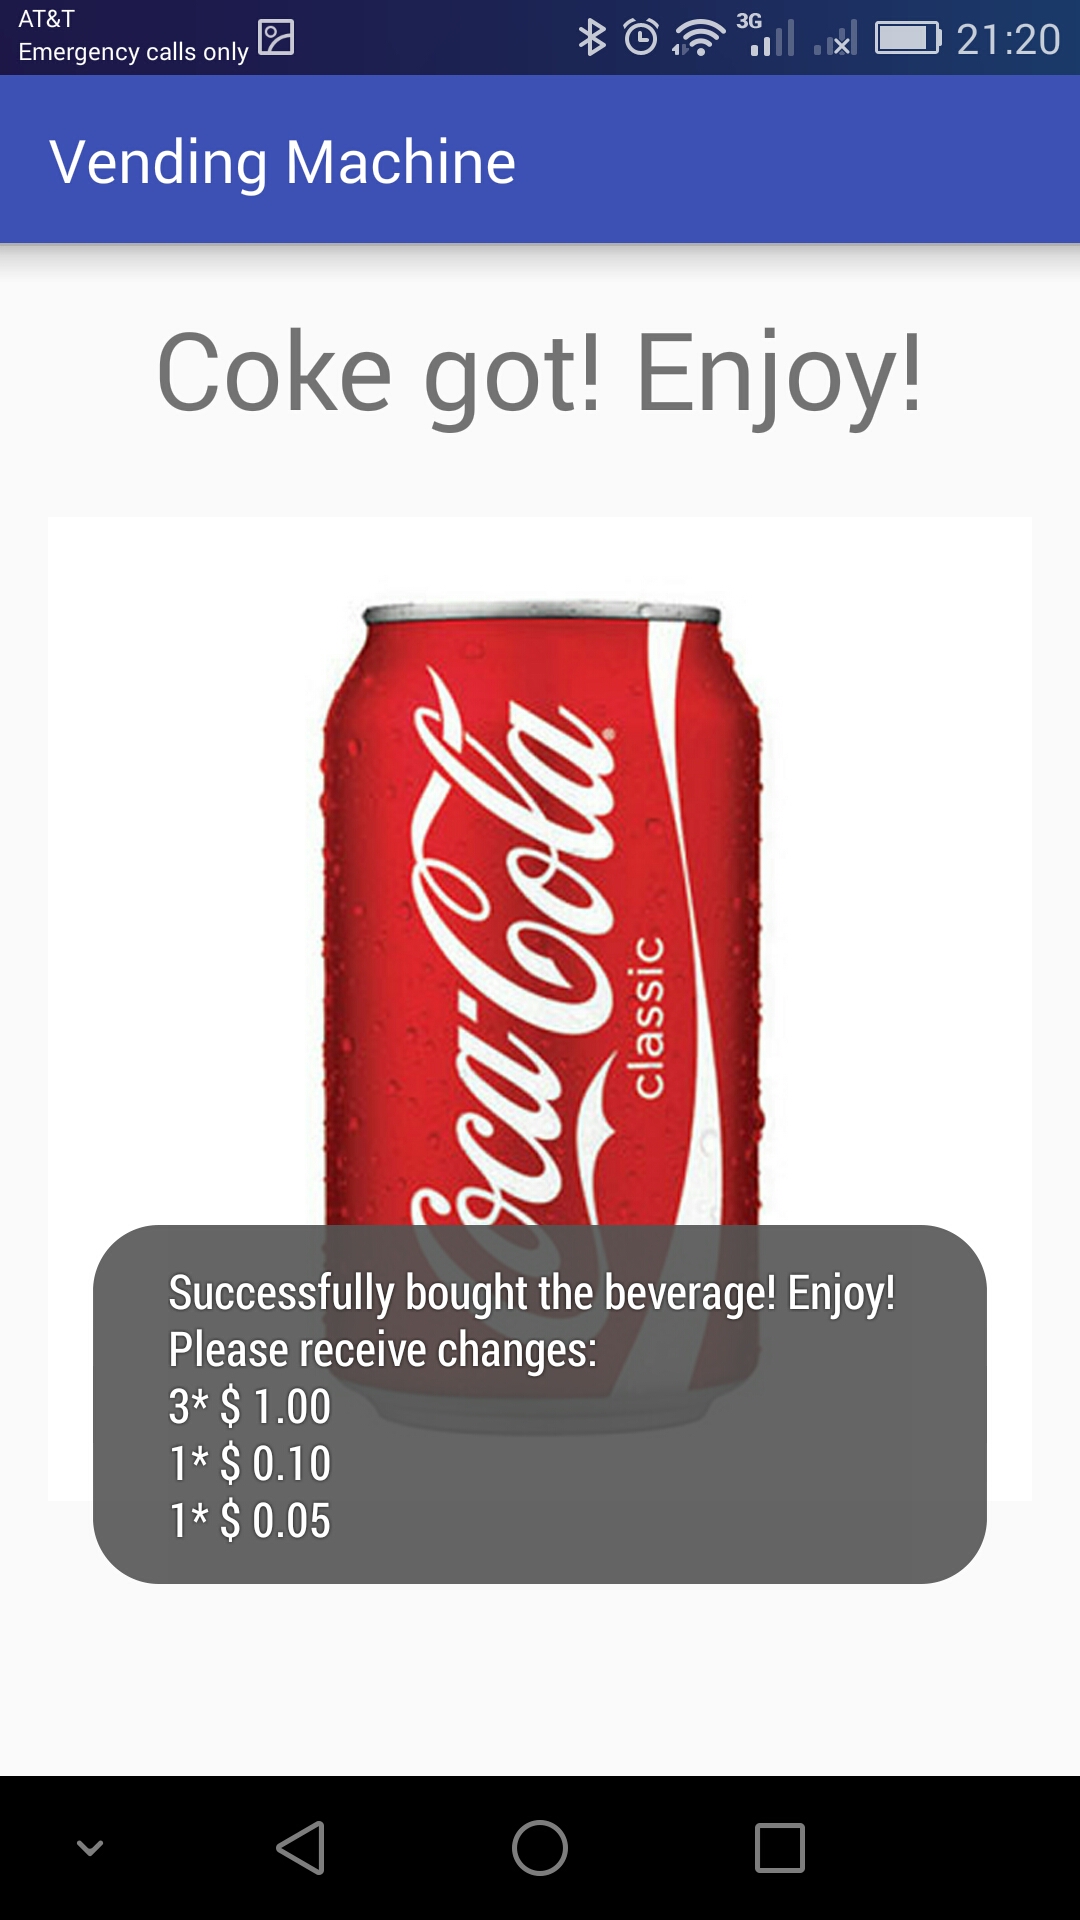 AT&T
Emergency calls only
3G
21:20
Vending Machine
Coke got! Enjoy!
Coca-Cola
classic
Successfully bought the beverage! Enjoy!
Please receive changes:
3* $ 1.00
1* $ 0.10
1* $ 0.05